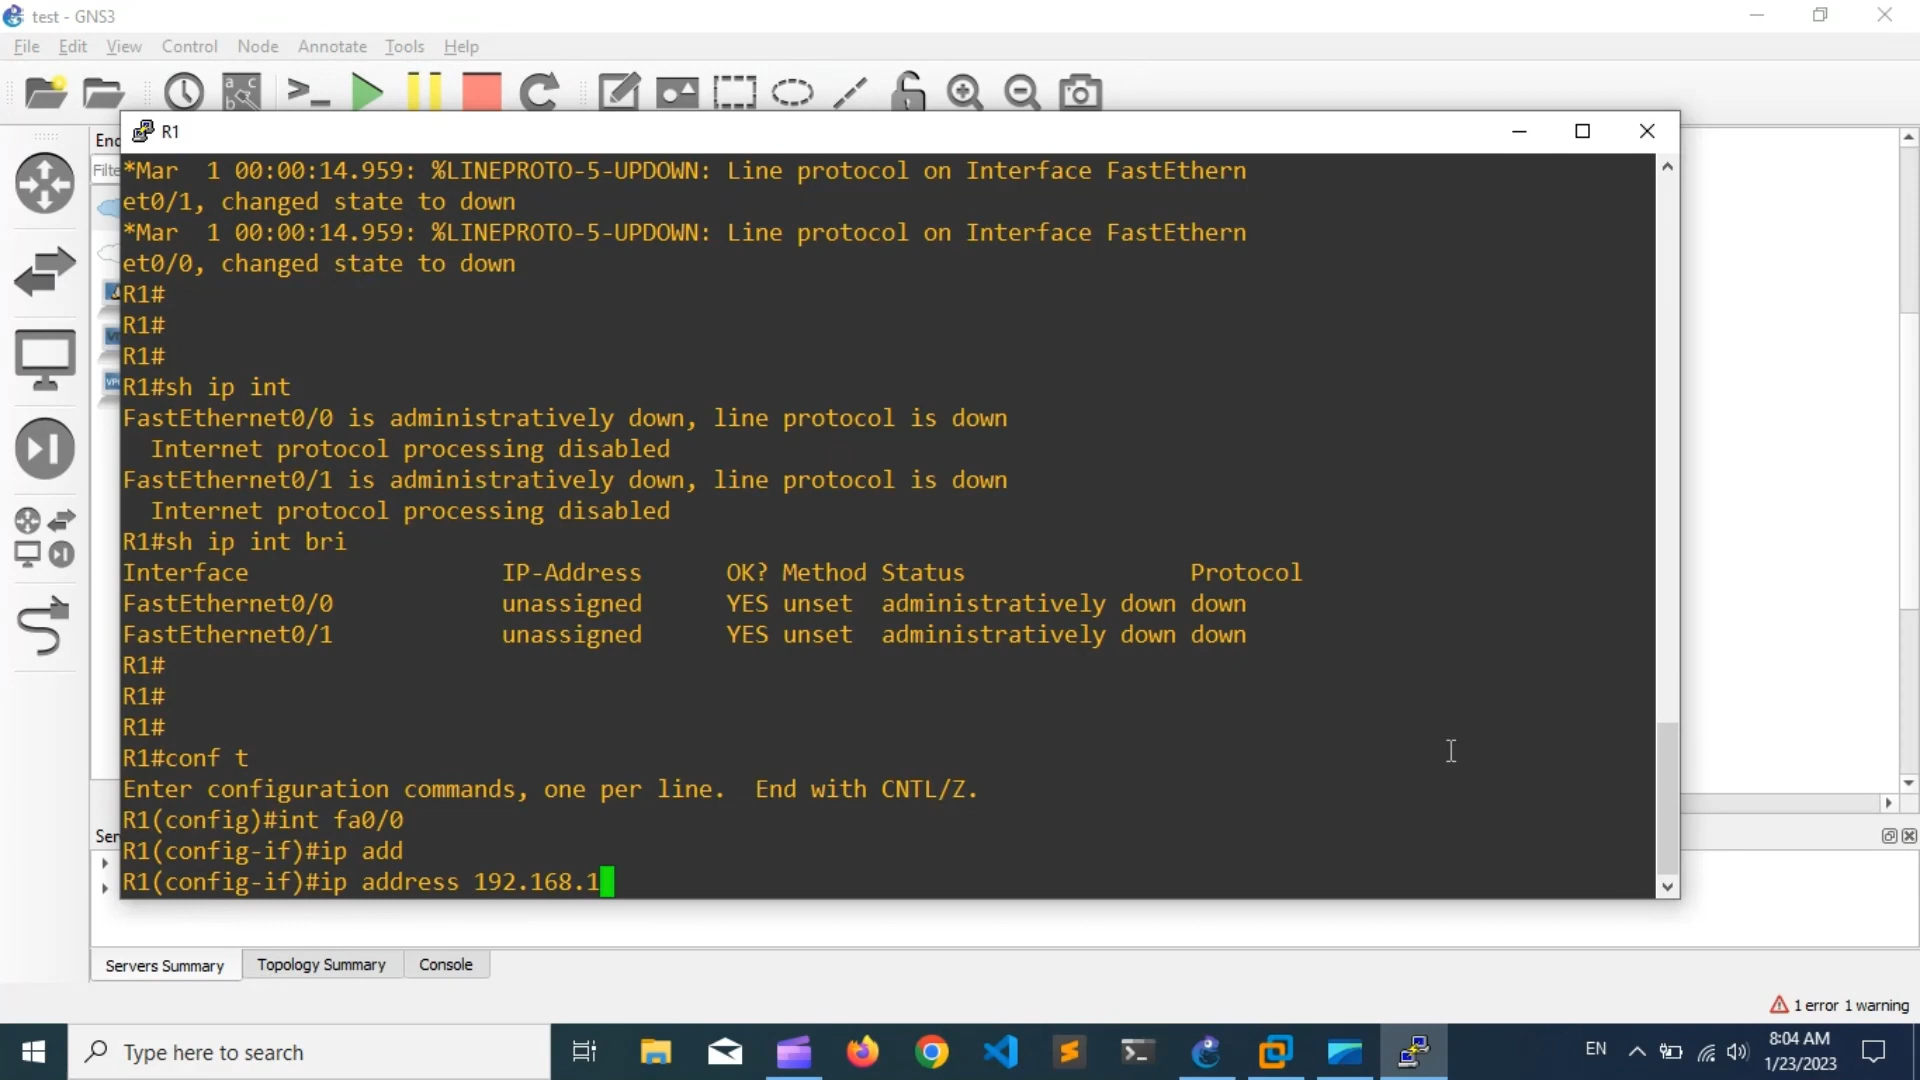 test - GNS3
File Edit View Control Node Annotate Tools Help
R1
*Mar  1 00:00:14.959: %LINEPROTO-5-UPDOWN: Line protocol on Interface FastEthern
et0/1, changed state to down
*Mar  1 00:00:14.959: %LINEPROTO-5-UPDOWN: Line protocol on Interface FastEthern
et0/0, changed state to down
R1#
R1#
R1#
R1#sh ip int
FastEthernet0/0 is administratively down, line protocol is down
  Internet protocol processing disabled
FastEthernet0/1 is administratively down, line protocol is down
  Internet protocol processing disabled
R1#sh ip int bri
Interface                  IP-Address      OK? Method Status                Protocol
FastEthernet0/0            unassigned      YES unset  administratively down down
FastEthernet0/1            unassigned      YES unset  administratively down down
R1#
R1#
R1#
R1#conf t
Enter configuration commands, one per line.  End with CNTL/Z.
R1(config)#int fa0/0
R1(config-if)#ip add
R1(config-if)#ip address 192.168.1
Servers Summary Topology Summary Console
1 error 1 warning
Type here to search
EN
8:04 AM
1/23/2023